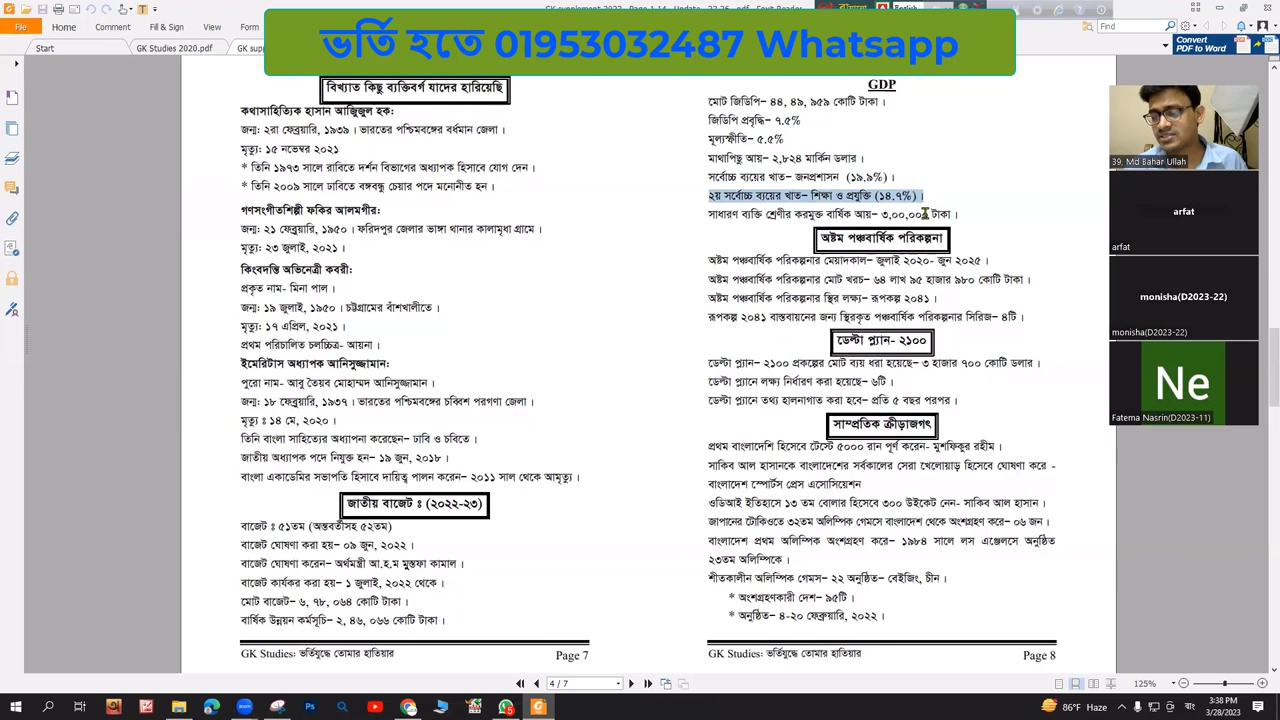 GK supplement 2022 - Page 1-14 - Update
ভর্তি হতে 01953032487 Whatsapp
File Home Comment View Form
Find
Start GK Studies 2020.pdf GK sup
Convert PDF to Word
বিখ্যাত কিছু ব্যক্তিবর্গ যাদের হারিয়েছি
কথাসাহিত্যিক হাসান আজিুজুল হক:
জন্ম: ২রা ফেব্রুয়ারি, ১৯৩৯ । ভারতের পশ্চিমবঙ্গের বর্ধমান জেলা ।
মৃত্যু: ১৫ নভেম্বর ২০২১
* তিনি ১৯৭৩ সালে রাবিতে দর্শন বিভাগের অধ্যাপক হিসাবে যোগ দেন ।
* তিনি ২০০৯ সালে ঢাবিতে বঙ্গবন্ধু চেয়ার পদে মনোনীত হন ।
গণসংগীতশিল্পী ফকির আলমগীর:
জন্ম: ২১ ফেব্রুয়ারি, ১৯৫০ । ফরিদপুর জেলার ভাঙ্গা থানার কালামৃধা গ্রামে ।
মৃত্যু: ২৩ জুলাই, ২০২১ ।
কিংবদন্তি অভিনেত্রী কবরী:
প্রকৃত নাম- মিনা পাল ।
জন্ম: ১৯ জুলাই, ১৯৫০ । চট্টগ্রামের বাঁশখালীতে ।
মৃত্যু: ১৭ এপ্রিল, ২০২১ ।
প্রথম পরিচালিত চলচ্চিত্র- আয়না ।
ইমেরিটাস অধ্যাপক আনিসুজ্জামান:
পুরো নাম- আবু তৈয়ব মোহাম্মদ আনিসুজ্জামান ।
জন্ম: ১৮ ফেব্রুয়ারি, ১৯৩৭ । ভারতের পশ্চিমবঙ্গের চব্বিশ পরগণা জেলা ।
মৃত্যু ঃ ১৪ মে, ২০২০ ।
তিনি বাংলা সাহিত্যের অধ্যাপনা করেছেন- ঢাবি ও চবিতে ।
জাতীয় অধ্যাপক পদে নিযুক্ত হন- ১৯ জুন, ২০১৮ ।
বাংলা একাডেমির সভাপতি হিসাবে দায়িত্ব পালন করেন- ২০১১ সাল থেকে আমৃত্যু ।
জাতীয় বাজেট ঃ (২০২২-২৩)
বাজেট ঃ ৫১তম (অন্তবর্তীসহ ৫২তম)
বাজেট ঘোষণা করা হয়- ০৯ জুন, ২০২২ ।
বাজেট ঘোষণা করেন- অর্থমন্ত্রী আ.হ.ম মুস্তফা কামাল ।
বাজেট কার্যকর করা হয়- ১ জুলাই, ২০২২ থেকে ।
মোট বাজেট- ৬, ৭৮, ০৬৪ কোটি টাকা ।
বার্ষিক উন্নয়ন কর্মসূচি- ২, ৪৬, ০৬৬ কোটি টাকা ।
GK Studies: ভর্তিযুদ্ধে তোমার হাতিয়ার Page 7
GDP
মোট জিডিপি- ৪৪, ৪৯, ৯৫৯ কোটি টাকা ।
জিডিপি প্রবৃদ্ধি- ৭.৫%
মূল্যস্ফীতি- ৫.৫%
মাথাপিছু আয়- ২,৮২৪ মার্কিন ডলার ।
সর্বোচ্চ ব্যয়ের খাত- জনপ্রশাসন (১৯.৯%) ।
২য় সর্বোচ্চ ব্যয়ের খাত- শিক্ষা ও প্রযুক্তি (১৪.৭%) ।
সাধারণ ব্যক্তি শ্রেণীর করমুক্ত বার্ষিক আয়- ৩,০০,০০০ টাকা ।
অষ্টম পঞ্চবার্ষিক পরিকল্পনা
অষ্টম পঞ্চবার্ষিক পরিকল্পনার মেয়াদকাল- জুলাই ২০২০- জুন ২০২৫ ।
অষ্টম পঞ্চবার্ষিক পরিকল্পনার মোট খরচ- ৬৪ লাখ ৯৫ হাজার ৯৮০ কোটি টাকা ।
অষ্টম পঞ্চবার্ষিক পরিকল্পনার স্থির লক্ষ্য- রূপকল্প ২০৪১ ।
রূপকল্প ২০৪১ বাস্তবায়নের জন্য স্থিরকৃত পঞ্চবার্ষিক পরিকল্পনার সিরিজ- ৪টি ।
ডেল্টা প্ল্যান- ২১০০
ডেল্টা প্ল্যান- ২১০০ প্রকল্পের মোট ব্যয় ধরা হয়েছে- ৩ হাজার ৭০০ কোটি ডলার ।
ডেল্টা প্ল্যানে লক্ষ্য নির্ধারণ করা হয়েছে- ৬টি ।
ডেল্টা প্ল্যানে তথ্য হালনাগাত করা হবে- প্রতি ৫ বছর পরপর ।
সাম্প্রতিক ক্রীড়াজগৎ
প্রথম বাংলাদেশি হিসেবে টেস্টে ৫০০০ রান পূর্ণ করেন- মুশফিকুর রহীম ।
সাকিব আল হাসানকে বাংলাদেশের সর্বকালের সেরা খেলোয়াড় হিসেবে ঘোষণা করে -
বাংলাদেশ স্পোর্টস প্রেস এসোসিয়েশন
ওডিআই ইতিহাসে ১৩ তম বোলার হিসেবে ৩০০ উইকেট নেন- সাকিব আল হাসান ।
জাপানের টোকিওতে ৩২তম অলিম্পিক গেমসে বাংলাদেশ থেকে অংশগ্রহণ করে- ০৬ জন ।
বাংলাদেশ প্রথম অলিম্পিক অংশগ্রহণ করে- ১৯৮৪ সালে লস এঞ্জেলসে অনুষ্ঠিত
২৩তম অলিম্পিকে ।
শীতকালীন অলিম্পিক গেমস- ২২ অনুষ্ঠিত- বেইজিং, চীন ।
* অংশগ্রহণকারী দেশ- ৯৫টি ।
* অনুষ্ঠিত- ৪-২০ ফেব্রুয়ারি, ২০২২ ।
GK Studies: ভর্তিযুদ্ধে তোমার হাতিয়ার Page 8
39, Md Bahar Ullah
arfat
arfat
monisha(D2023-22)
monisha(D2023-22)
Ne
Fatema Nasrin(D2023-11)
4 / 7
125%
86°F Haze
3:38 PM
3/28/2023